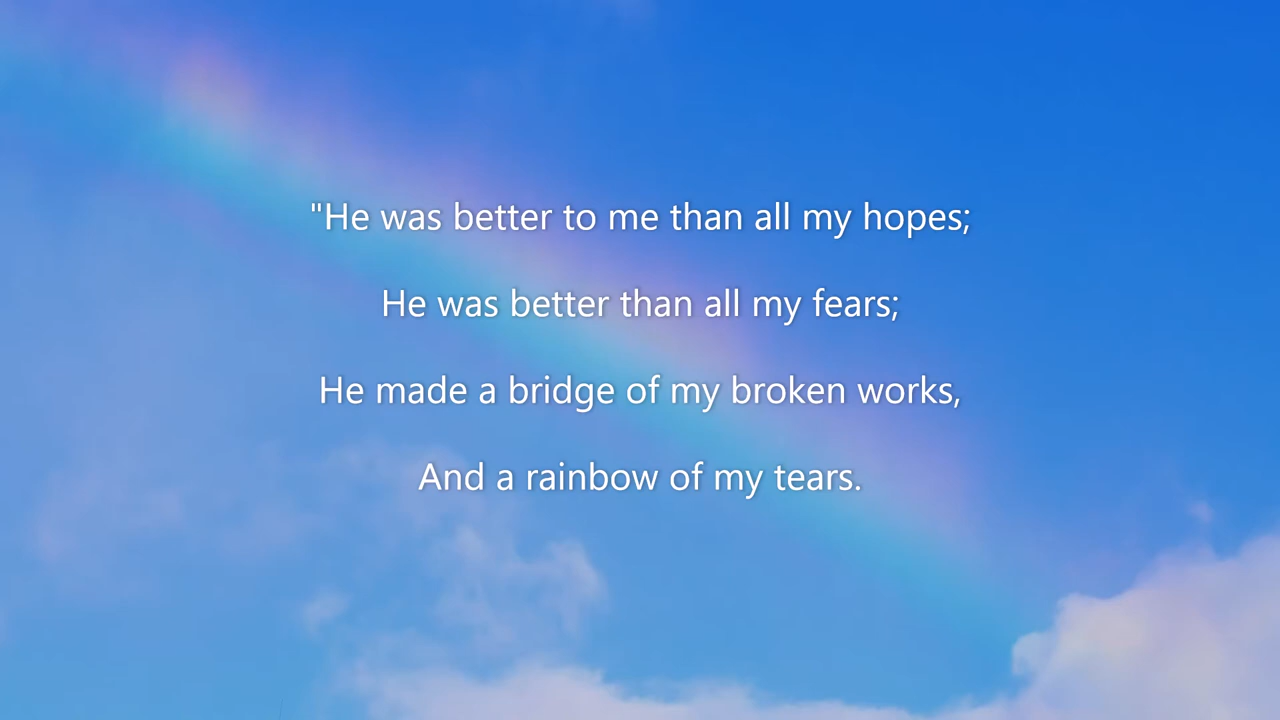 "He was better to me than all my hopes;
He was better than all my fears;
He made a bridge of my broken works,
And a rainbow of my tears.